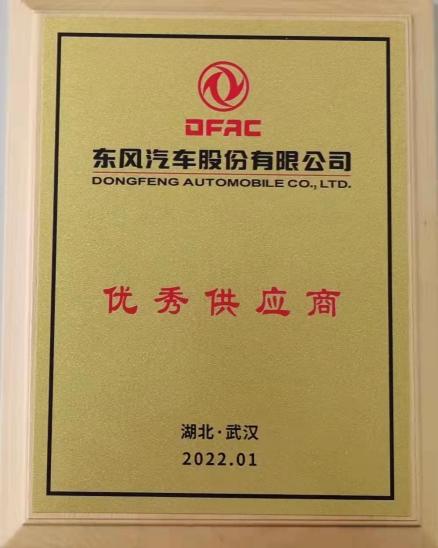 DFAC
东风汽车股份有限公司
DONGFENG AUTOMOBILE CO., LTD.
优秀供应商
湖北·武汉
2022.01